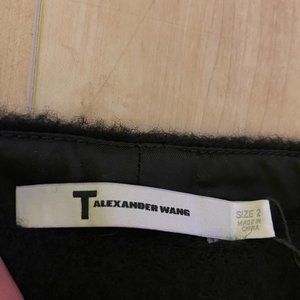 T ALEXANDER WANG
SIZE 2
MADE IN
CHINA